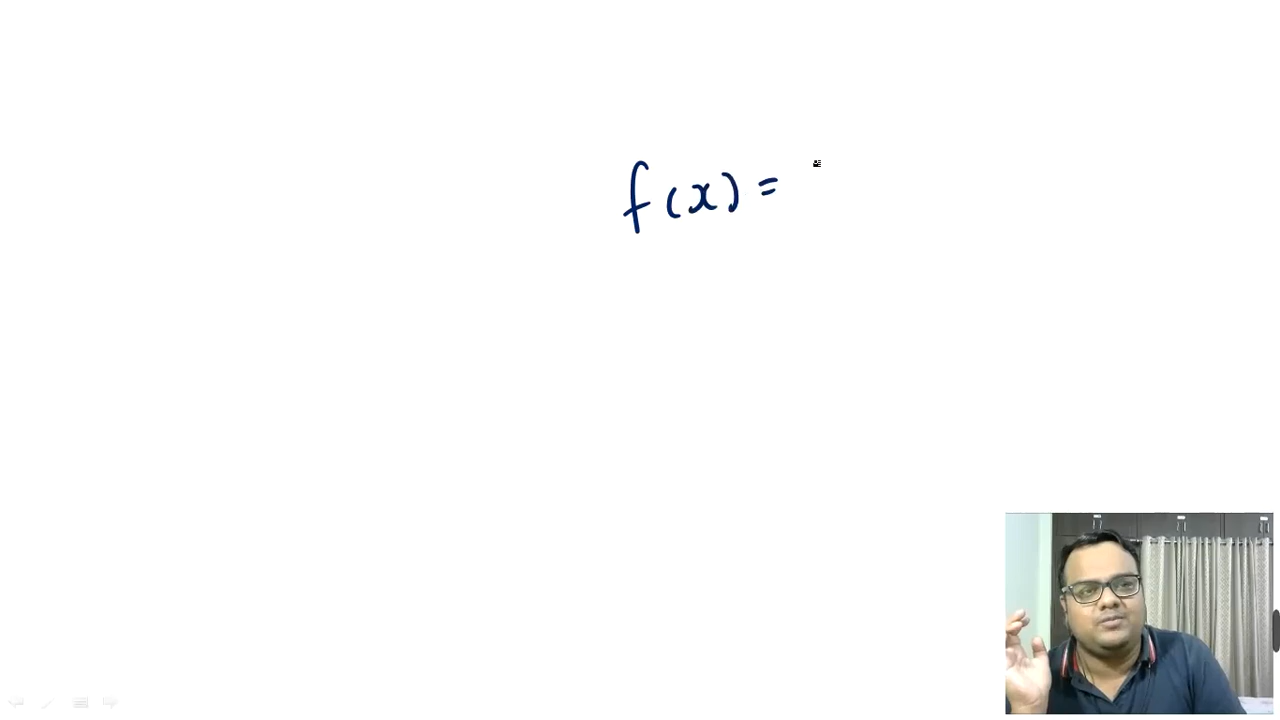 f(x) =